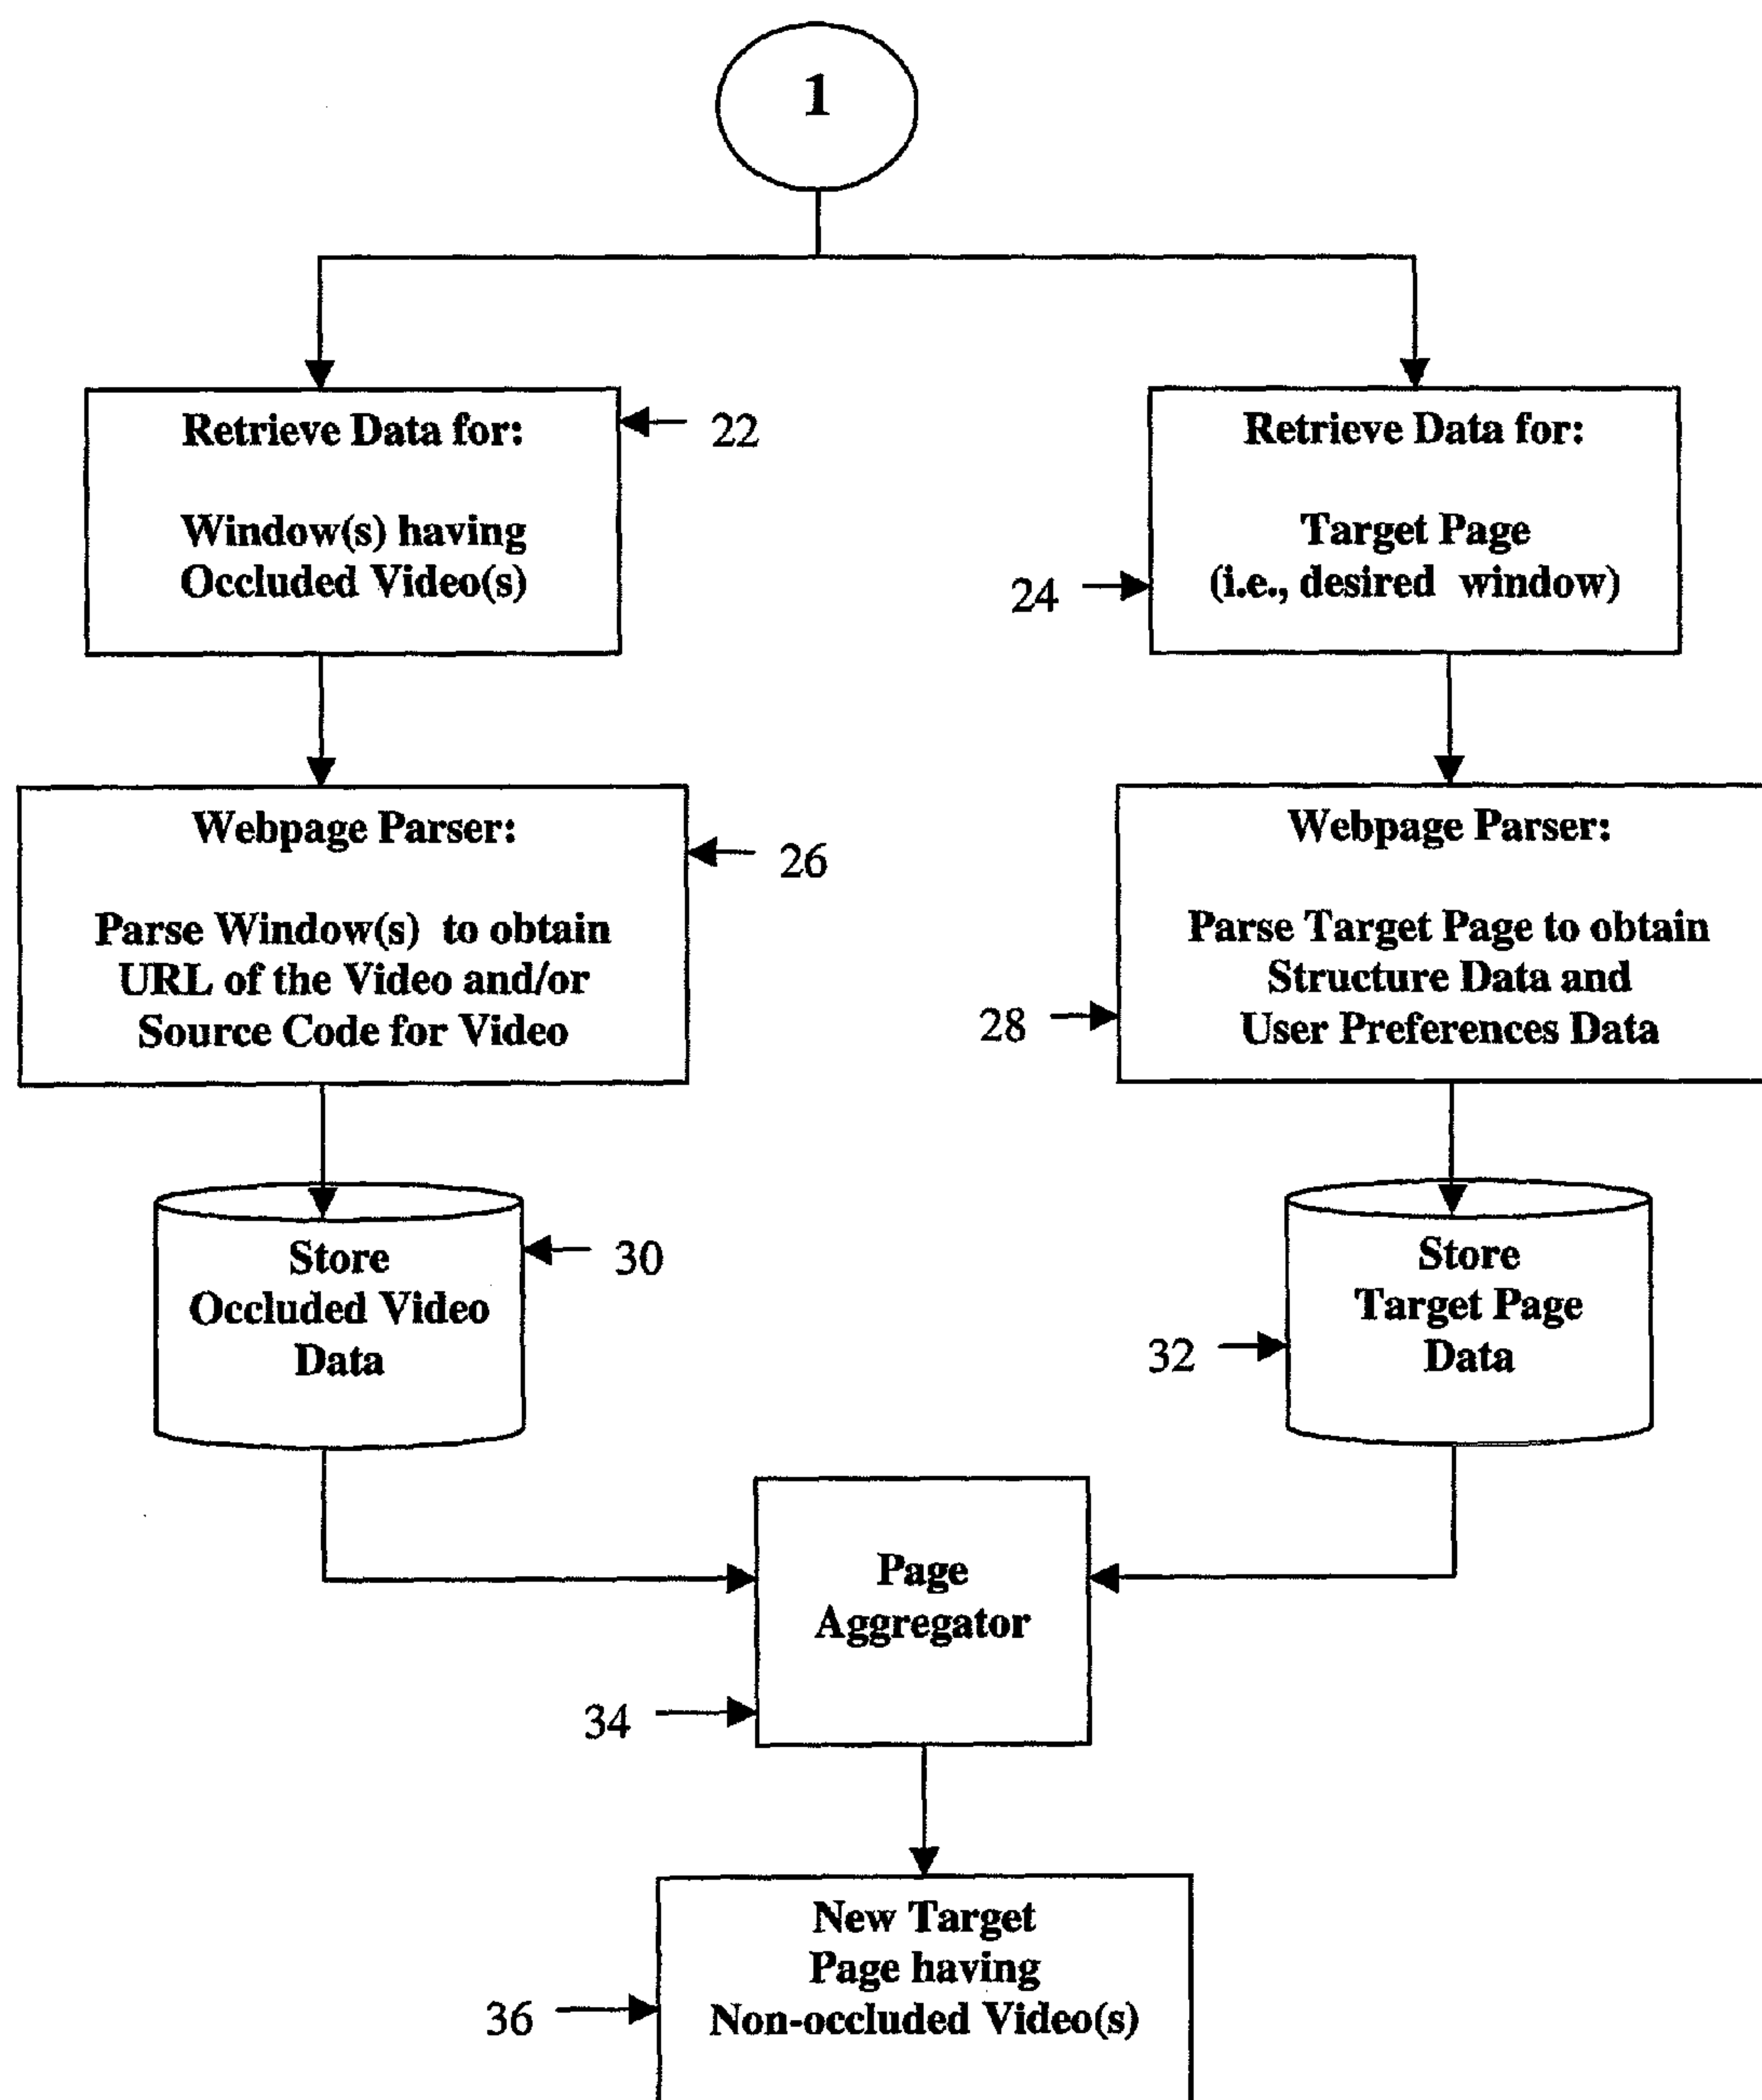 1
Retrieve Data for:
Window(s) having
Occluded Video(s)
22
Retrieve Data for:
Target Page
(i.e., desired window)
24
Webpage Parser:
Parse Window(s) to obtain
URL of the Video and/or
Source Code for Video
26
Webpage Parser:
Parse Target Page to obtain
Structure Data and
User Preferences Data
28
Store
Occluded Video
Data
30
Store
Target Page
Data
32
Page
Aggregator
34
New Target
Page having
Non-occluded Video(s)
36